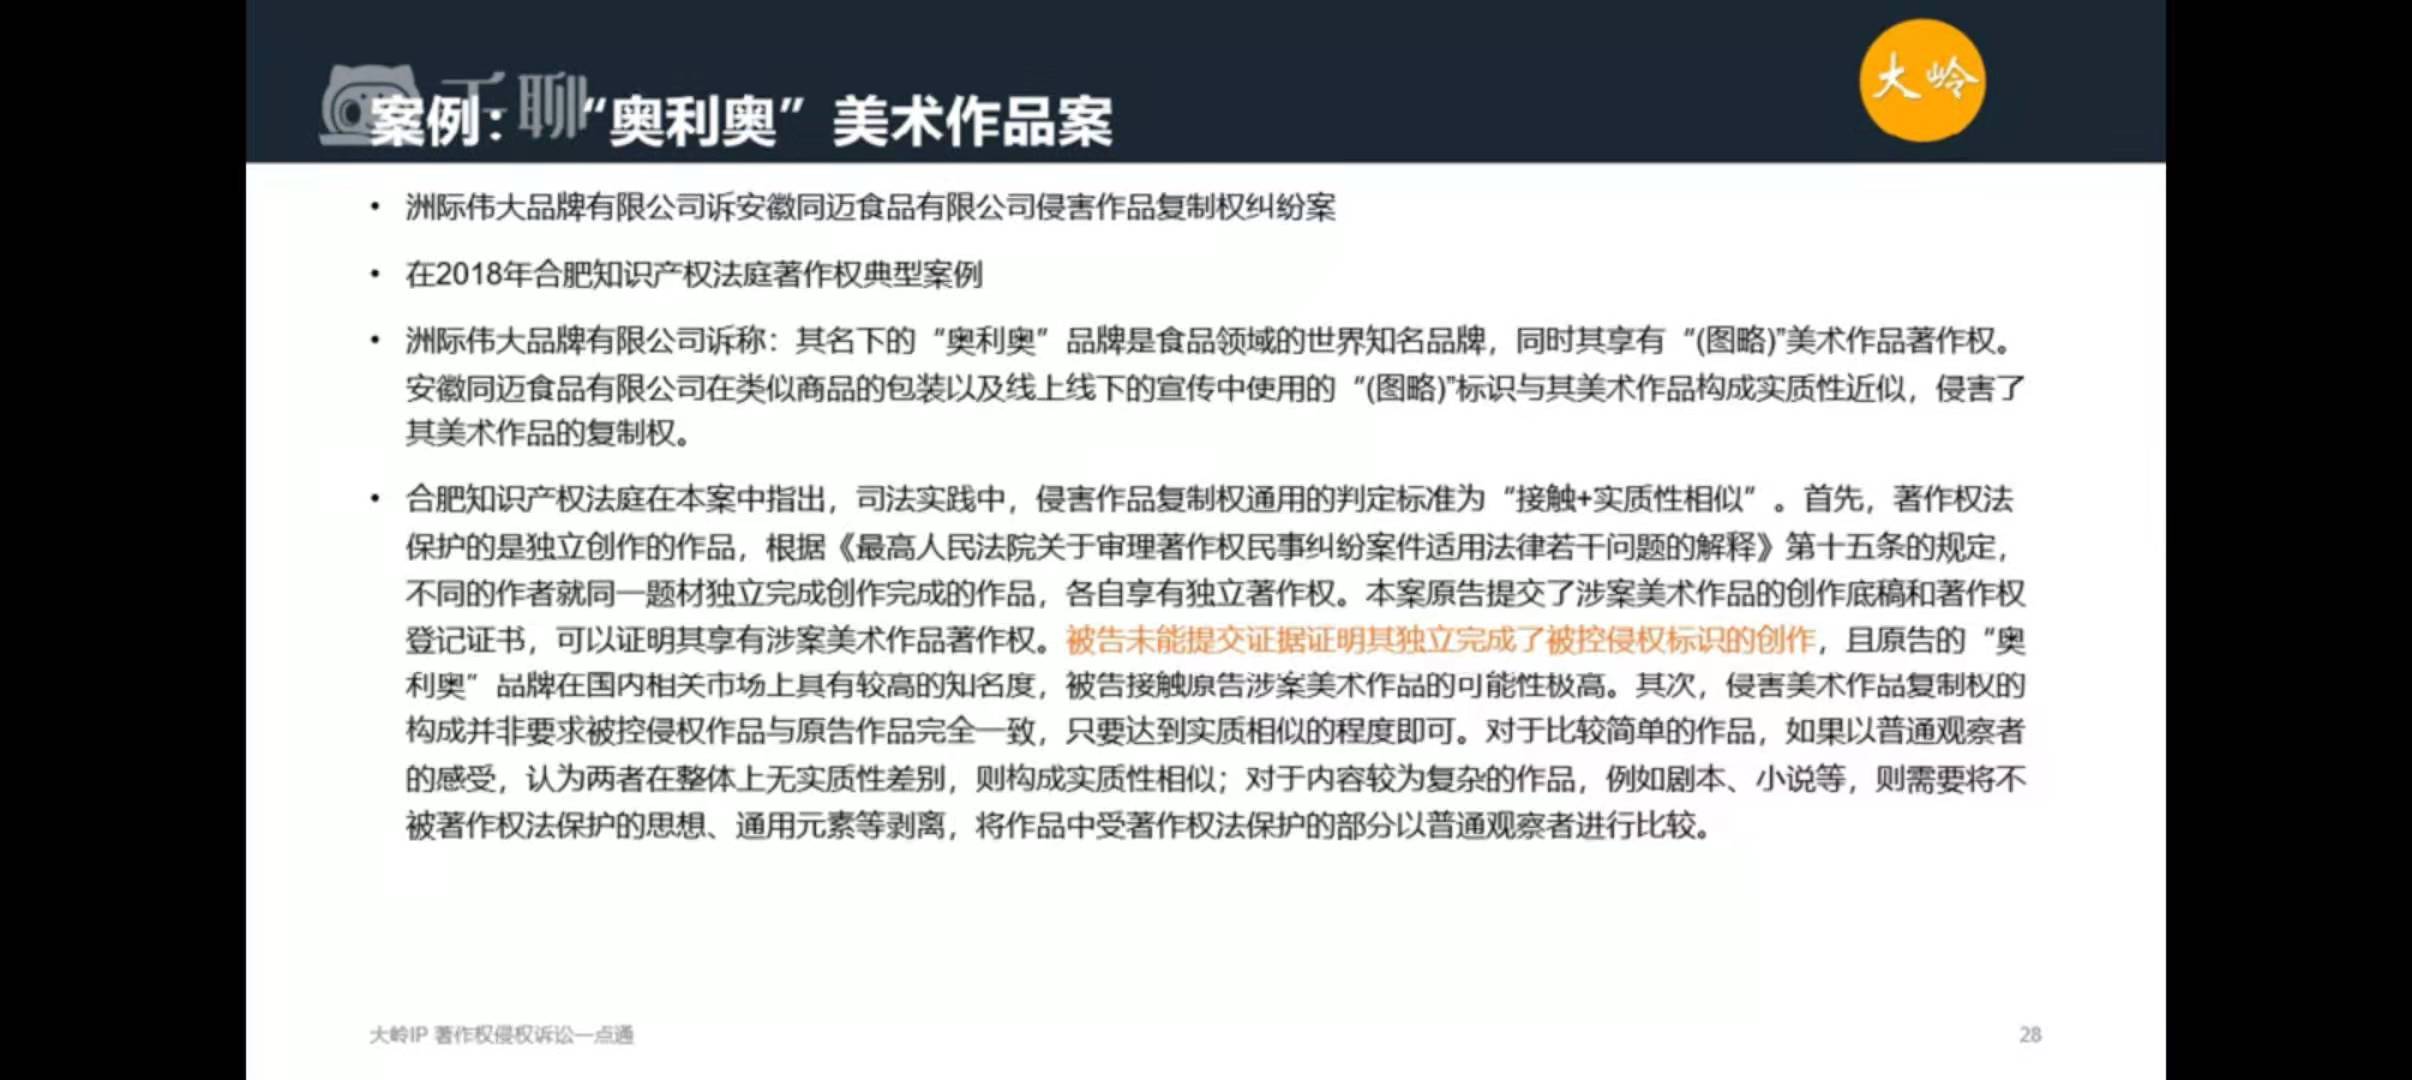 千聊
案例：“奥利奥”美术作品案
大岭
• 洲际伟大品牌有限公司诉安徽同迈食品有限公司侵害作品复制权纠纷案
• 在2018年合肥知识产权法庭著作权典型案例
• 洲际伟大品牌有限公司诉称：其名下的“奥利奥”品牌是食品领域的世界知名品牌，同时其享有“(图略)”美术作品著作权。
安徽同迈食品有限公司在类似商品的包装以及线上线下的宣传中使用的“(图略)”标识与其美术作品构成实质性近似，侵害了
其美术作品的复制权。
• 合肥知识产权法庭在本案中指出，司法实践中，侵害作品复制权通用的判定标准为“接触+实质性相似”。首先，著作权法
保护的是独立创作的作品，根据《最高人民法院关于审理著作权民事纠纷案件适用法律若干问题的解释》第十五条的规定，
不同的作者就同一题材独立完成创作完成的作品，各自享有独立著作权。本案原告提交了涉案美术作品的创作底稿和著作权
登记证书，可以证明其享有涉案美术作品著作权。被告未能提交证据证明其独立完成了被控侵权标识的创作，且原告的“奥
利奥”品牌在国内相关市场上具有较高的知名度，被告接触原告涉案美术作品的可能性极高。其次，侵害美术作品复制权的
构成并非要求被控侵权作品与原告作品完全一致，只要达到实质相似的程度即可。对于比较简单的作品，如果以普通观察者
的感受，认为两者在整体上无实质性差别，则构成实质性相似；对于内容较为复杂的作品，例如剧本、小说等，则需要将不
被著作权法保护的思想、通用元素等剥离，将作品中受著作权法保护的部分以普通观察者进行比较。
大岭IP 著作权侵权诉讼一点通
28